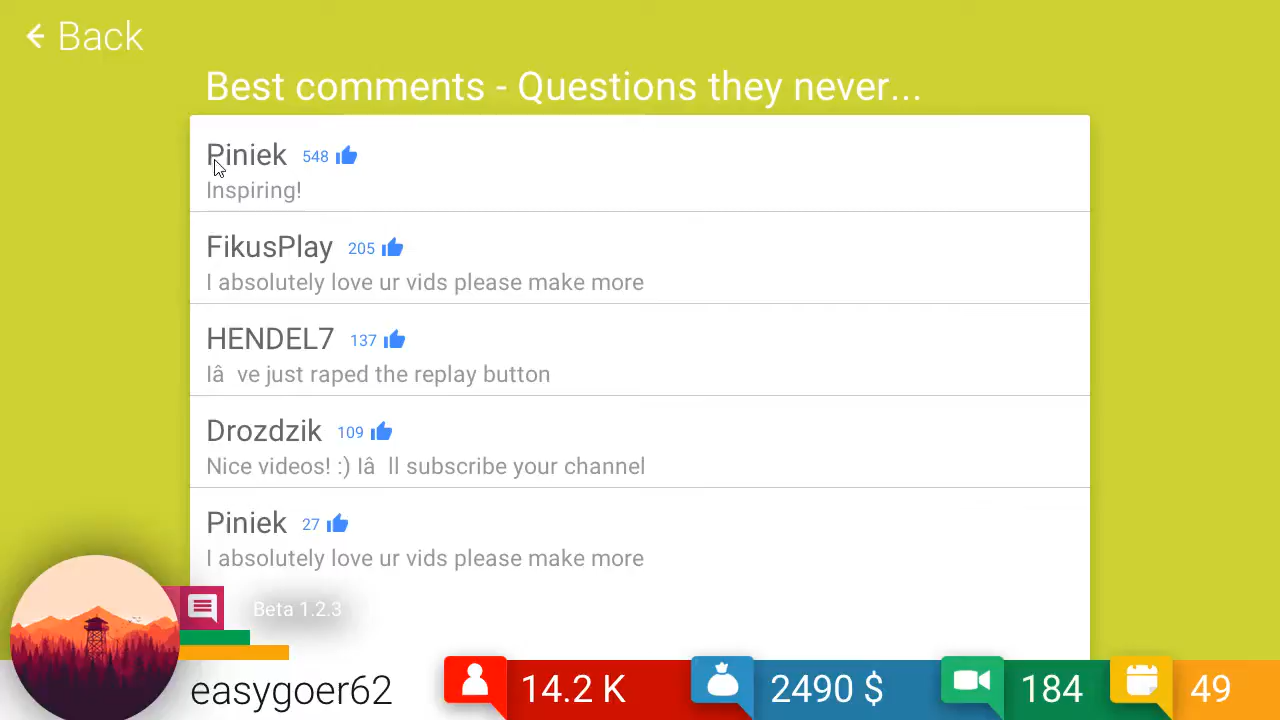 Back
Best comments - Questions they never...
Piniek 548
Inspiring!
FikusPlay 205
I absolutely love ur vids please make more
HENDEL7 137
Iâ ve just raped the replay button
Drozdzik 109
Nice videos! :) Iâ ll subscribe your channel
Piniek 27
I absolutely love ur vids please make more
Beta 1.2.3
easygoer62 14.2 K 2490 $ 184 49